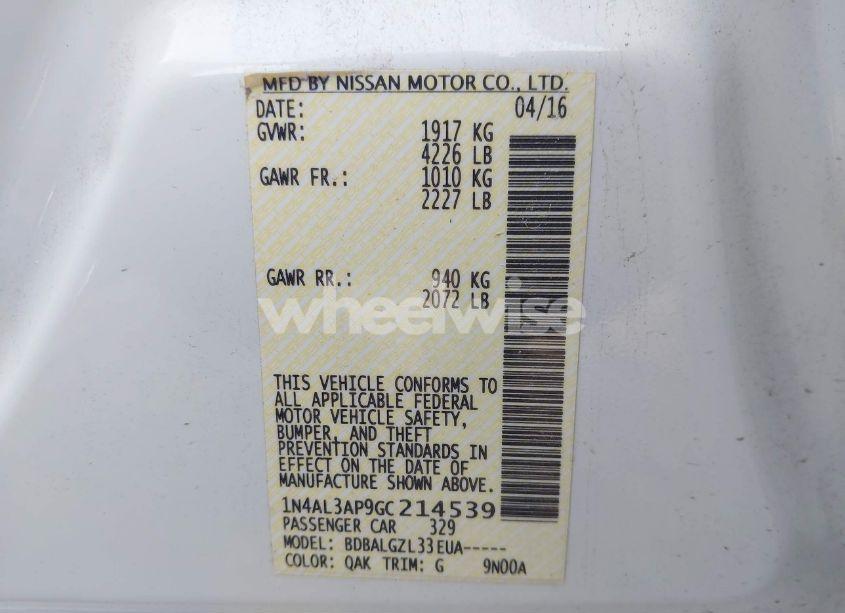 MFD BY NISSAN MOTOR CO., LTD.
DATE: 04/16
GVWR: 1917 KG
4226 LB
GAWR FR.: 1010 KG
2227 LB
GAWR RR.: 940 KG
2072 LB
wheelwise
THIS VEHICLE CONFORMS TO
ALL APPLICABLE FEDERAL
MOTOR VEHICLE SAFETY,
BUMPER, AND THEFT
PREVENTION STANDARDS IN
EFFECT ON THE DATE OF
MANUFACTURE SHOWN ABOVE.
1N4AL3AP9GC214539
PASSENGER CAR 329
MODEL: BDBALGZL33EUA-----
COLOR: QAK TRIM: G 9N00A